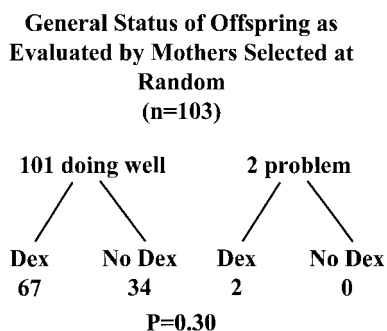 General Status of Offspring as
Evaluated by Mothers Selected at
Random
(n=103)
101 doing well 2 problem
Dex No Dex Dex No Dex
67 34 2 0
P=0.30